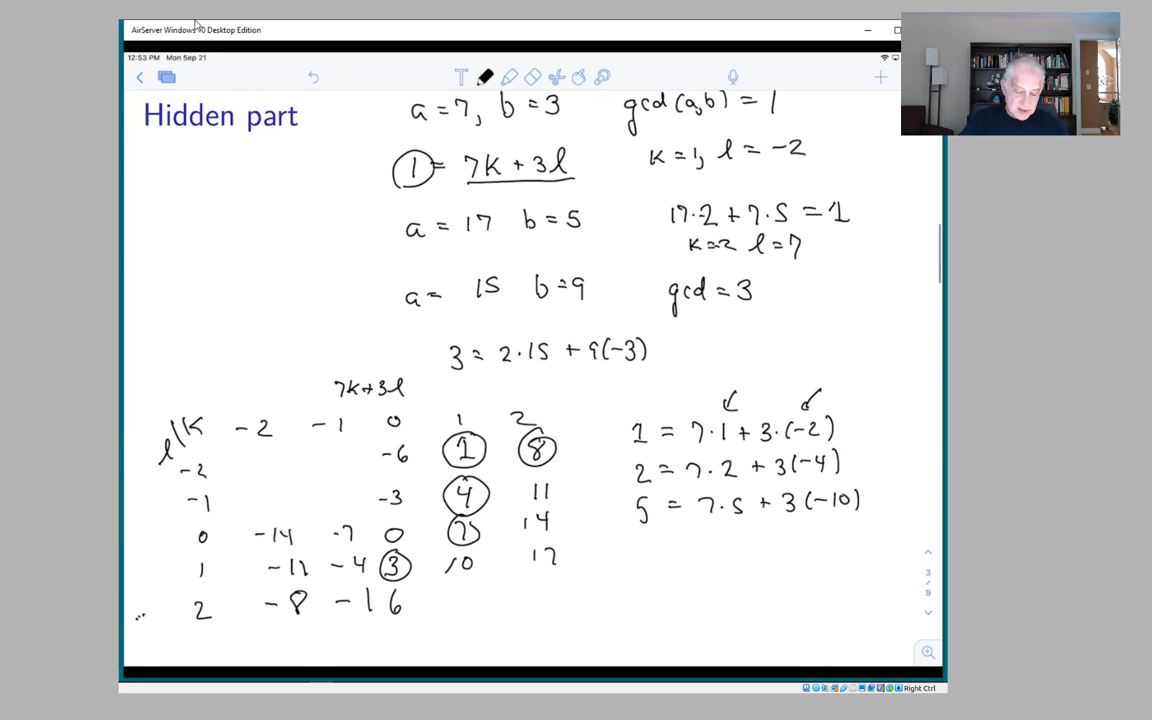 AirServer Windows 10 Desktop Edition
12:53 PM Mon Sep 21
Hidden part
a = 7, b = 3 gcd(a,b) = 1
1 = 7k + 3l k = 1, l = -2
a = 17 b = 5 17·2 + 7·5 = 1
k = 2 l = 7
a = 15 b = 9 gcd = 3
3 = 2·15 + 9(-3)
7k+3l
l\k -2 -1 0 1 2
-2 -6 1 8
-1 -3 4 11
0 -14 -7 0 7 14
1 -11 -4 3 10 17
2 -8 -1 6
1 = 7·1 + 3·(-2)
2 = 7·2 + 3(-4)
5 = 7·5 + 3(-10)
3
9
Right Ctrl